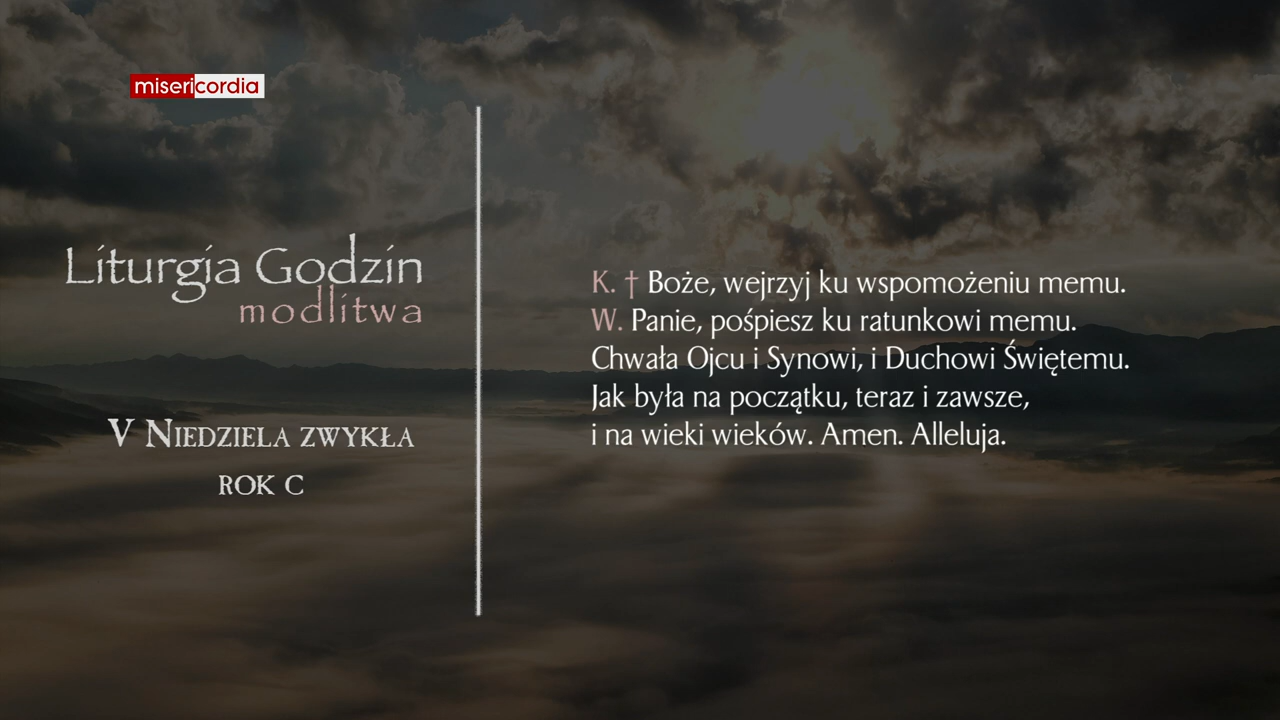 misericordia
Liturgia Godzin
modlitwa
V Niedziela zwykła
rok C
K. † Boże, wejrzyj ku wspomożeniu memu.
W. Panie, pośpiesz ku ratunkowi memu.
Chwała Ojcu i Synowi, i Duchowi Świętemu.
Jak była na początku, teraz i zawsze,
i na wieki wieków. Amen. Alleluja.